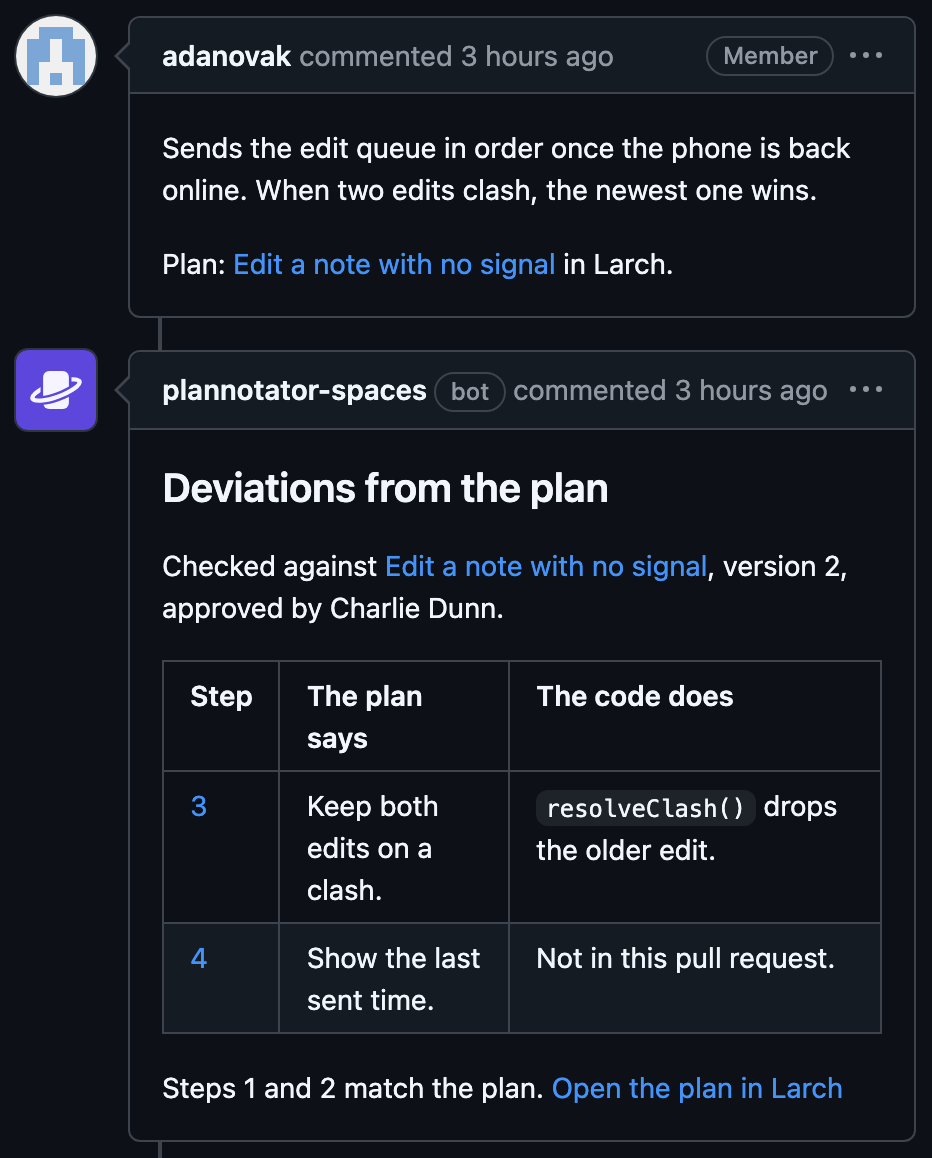 adanovak commented 3 hours ago Member
Sends the edit queue in order once the phone is back
online. When two edits clash, the newest one wins.
Plan: Edit a note with no signal in Larch.
plannotator-spaces bot commented 3 hours ago
Deviations from the plan
Checked against Edit a note with no signal, version 2,
approved by Charlie Dunn.
Step
The plan
says
The code does
3
Keep both
edits on a
clash.
resolveClash() drops
the older edit.
4
Show the last
sent time.
Not in this pull request.
Steps 1 and 2 match the plan. Open the plan in Larch